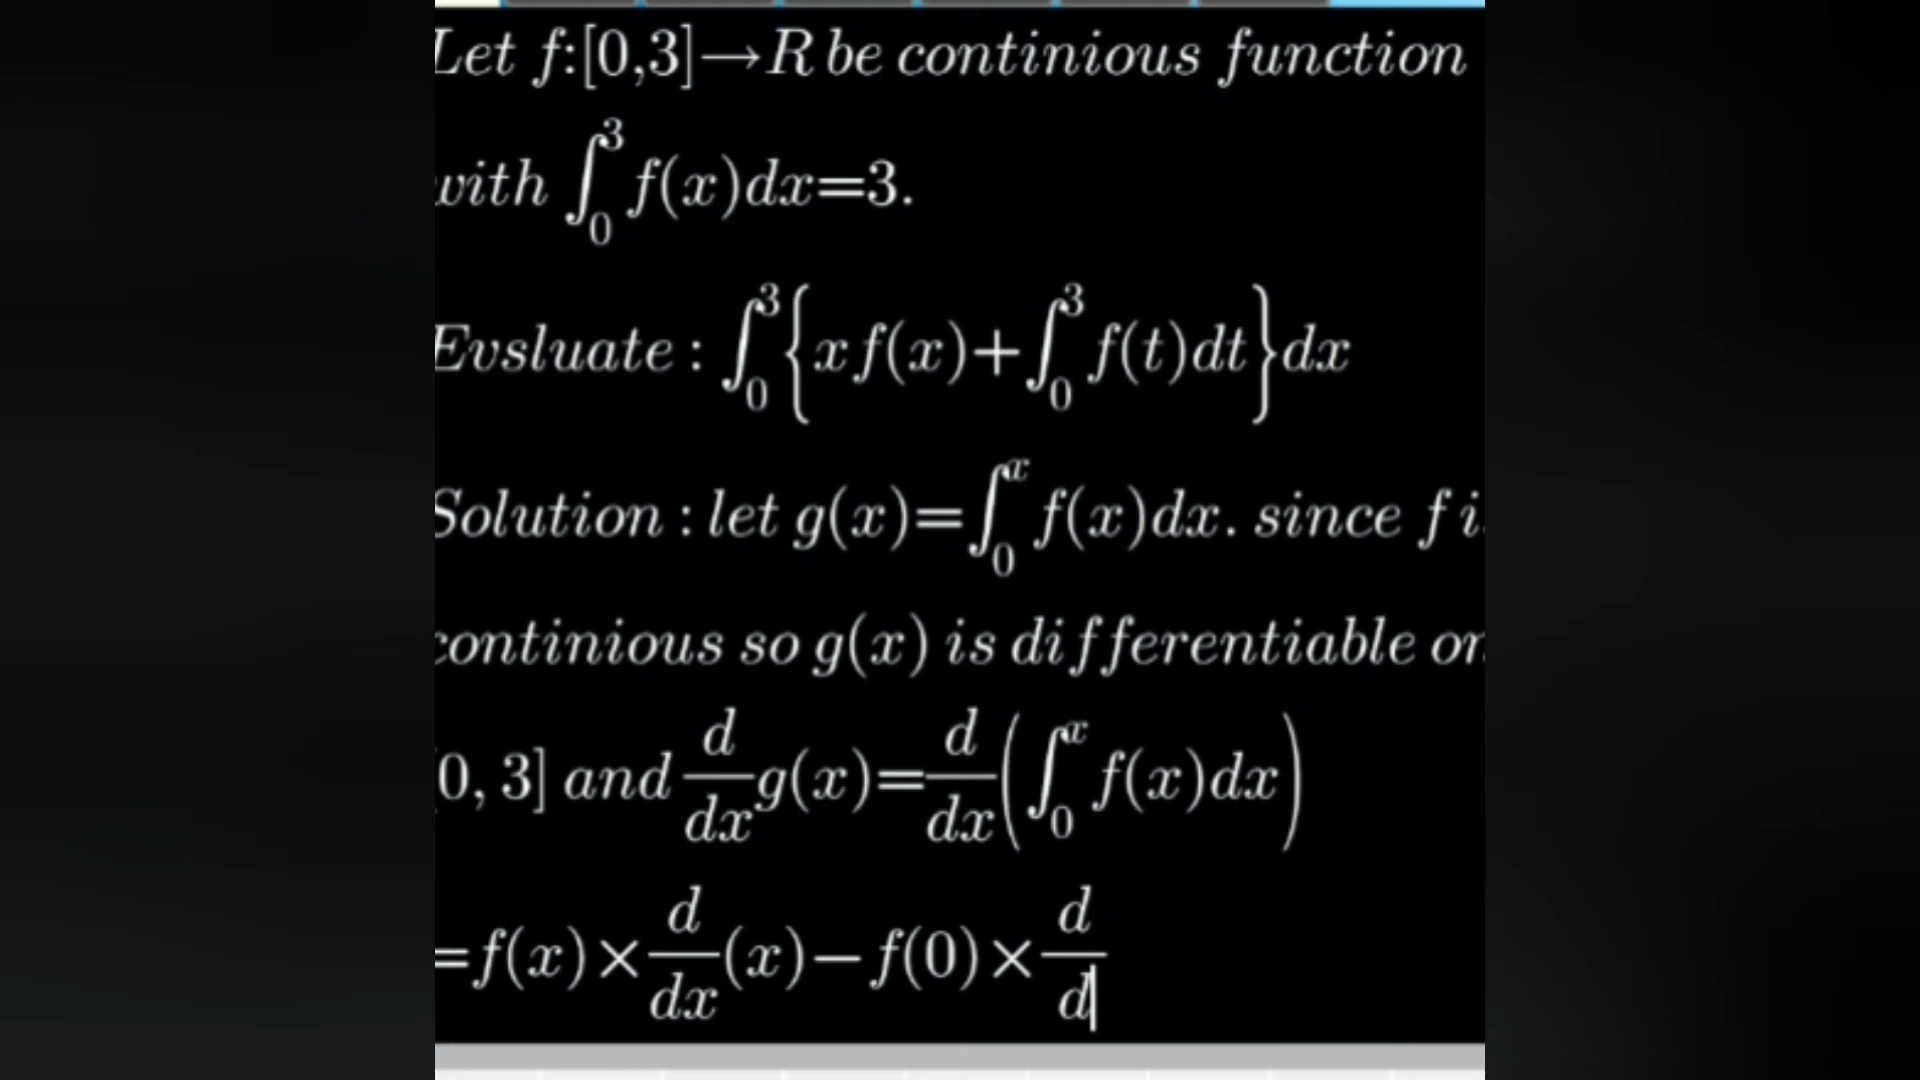 Let f:[0,3]→R be continious function
with ∫₀³ f(x)dx=3.
Evsluate : ∫₀³{xf(x)+∫₀³ f(t)dt}dx
Solution : let g(x)=∫₀ˣ f(x)dx. since f i
continious so g(x) is differentiable on
0, 3] and d/dx g(x)=d/dx(∫₀ˣ f(x)dx)
=f(x)×d/dx(x)−f(0)×d/d